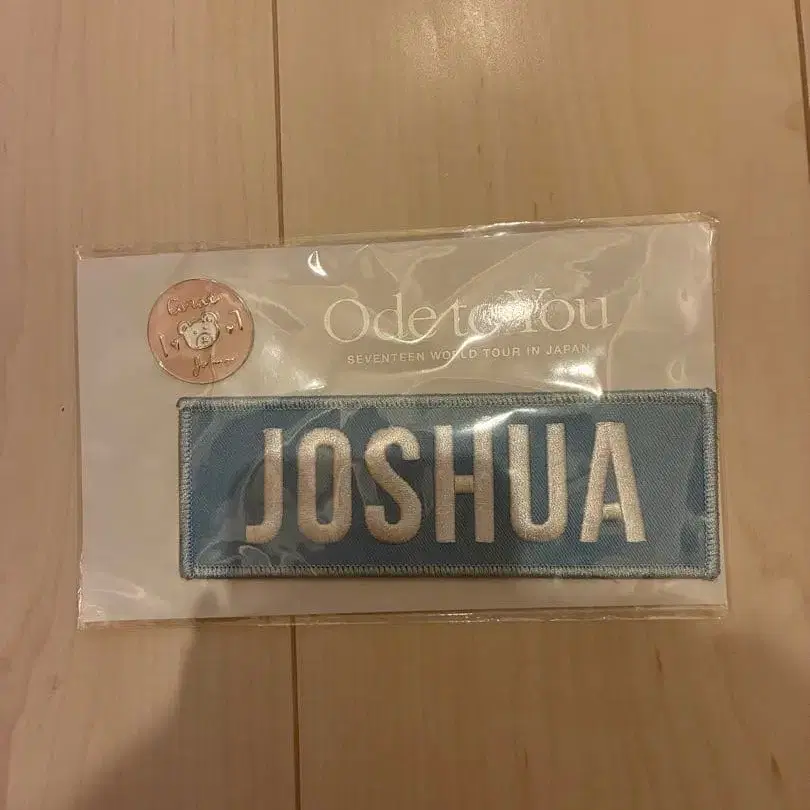 Ode to You
SEVENTEEN WORLD TOUR IN JAPAN
JOSHUA